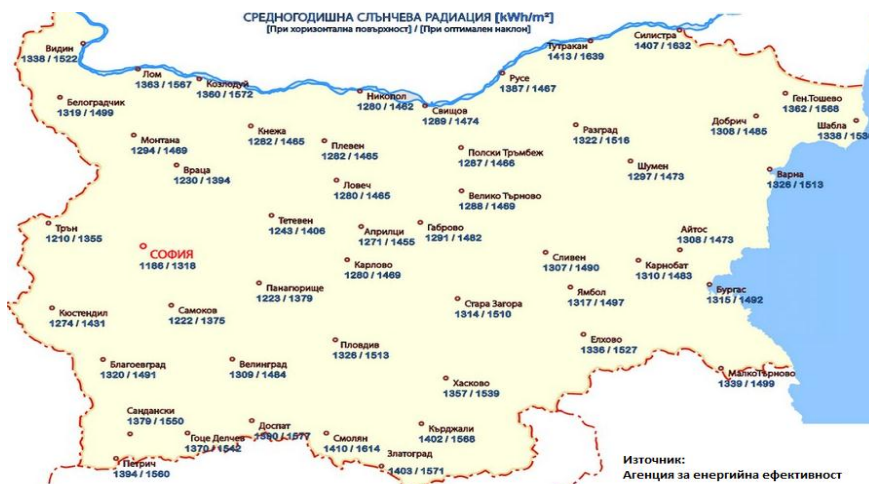 СРЕДНОГОДИШНА СЛЪНЧЕВА РАДИАЦИЯ [kWh/m²]
[При хоризонтална повърхност] / [При оптимален наклон]
Видин
1338 / 1522
Лом
1363 / 1567
Козлодуй
1360 / 1572
Белоградчик
1319 / 1499
Монтана
1294 / 1469
Враца
1230 / 1394
Кнежа
1282 / 1465
Никопол
1280 / 1462
Свищов
1289 / 1474
Русе
1387 / 1467
Тутракан
1413 / 1639
Силистра
1407 / 1632
Ген.Тошево
1362 / 1568
Добрич
1308 / 1485
Шабла
1338 / 1530
Плевен
1282 / 1465
Полски Тръмбеж
1287 / 1466
Разград
1322 / 1516
Шумен
1297 / 1473
Варна
1326 / 1513
Ловеч
1280 / 1465
Велико Търново
1288 / 1469
Трън
1210 / 1355
СОФИЯ
1186 / 1318
Тетевен
1243 / 1406
Априлци
1271 / 1455
Габрово
1291 / 1482
Айтос
1308 / 1473
Карлово
1280 / 1469
Сливен
1307 / 1490
Карнобат
1310 / 1483
Панагюрище
1223 / 1379
Ямбол
1317 / 1497
Бургас
1315 / 1492
Кюстендил
1274 / 1431
Самоков
1222 / 1375
Стара Загора
1314 / 1510
Пловдив
1326 / 1513
Елхово
1336 / 1527
Благоевград
1320 / 1491
Велинград
1309 / 1484
Хасково
1357 / 1539
МалкоТърново
1339 / 1499
Сандански
1379 / 1550
Гоце Делчев
1370 / 1542
Доспат
1390 / 1577
Смолян
1410 / 1614
Кърджали
1402 / 1568
Златоград
1403 / 1571
Петрич
1394 / 1560
Източник:
Агенция за енергийна ефективност